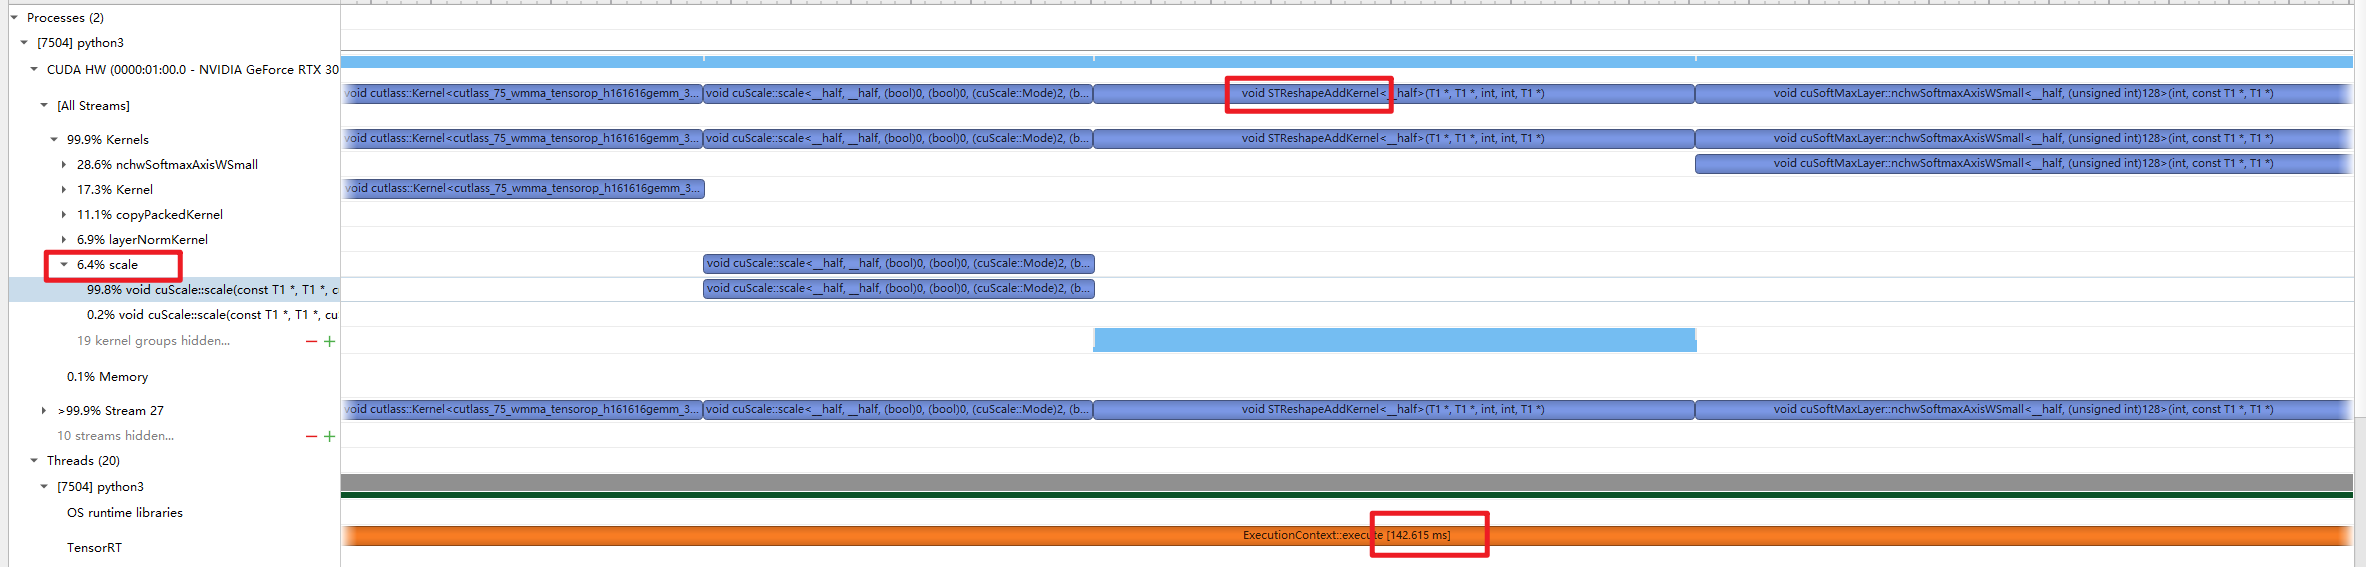 Processes (2)
[7504] python3
CUDA HW (0000:01:00.0 - NVIDIA GeForce RTX 30
[All Streams]
void cutlass::Kernel<cutlass_75_wmma_tensorop_h161616gemm_3... void cuScale::scale<__half, __half, (bool)0, (bool)0, (cuScale::Mode)2, (b... void STReshapeAddKernel<__half>(T1 *, T1 *, int, int, T1 *) void cuSoftMaxLayer::nchwSoftmaxAxisWSmall<__half, (unsigned int)128>(int, const T1 *, T1 *)
99.9% Kernels
void cutlass::Kernel<cutlass_75_wmma_tensorop_h161616gemm_3... void cuScale::scale<__half, __half, (bool)0, (bool)0, (cuScale::Mode)2, (b... void STReshapeAddKernel<__half>(T1 *, T1 *, int, int, T1 *) void cuSoftMaxLayer::nchwSoftmaxAxisWSmall<__half, (unsigned int)128>(int, const T1 *, T1 *)
28.6% nchwSoftmaxAxisWSmall void cuSoftMaxLayer::nchwSoftmaxAxisWSmall<__half, (unsigned int)128>(int, const T1 *, T1 *)
17.3% Kernel void cutlass::Kernel<cutlass_75_wmma_tensorop_h161616gemm_3...
11.1% copyPackedKernel
6.9% layerNormKernel
6.4% scale void cuScale::scale<__half, __half, (bool)0, (bool)0, (cuScale::Mode)2, (b...
99.8% void cuScale::scale(const T1 *, T1 *, cu void cuScale::scale<__half, __half, (bool)0, (bool)0, (cuScale::Mode)2, (b...
0.2% void cuScale::scale(const T1 *, T1 *, cu
19 kernel groups hidden...
0.1% Memory
>99.9% Stream 27 void cutlass::Kernel<cutlass_75_wmma_tensorop_h161616gemm_3... void cuScale::scale<__half, __half, (bool)0, (bool)0, (cuScale::Mode)2, (b... void STReshapeAddKernel<__half>(T1 *, T1 *, int, int, T1 *) void cuSoftMaxLayer::nchwSoftmaxAxisWSmall<__half, (unsigned int)128>(int, const T1 *, T1 *)
10 streams hidden...
Threads (20)
[7504] python3
OS runtime libraries
TensorRT ExecutionContext::execute [142.615 ms]